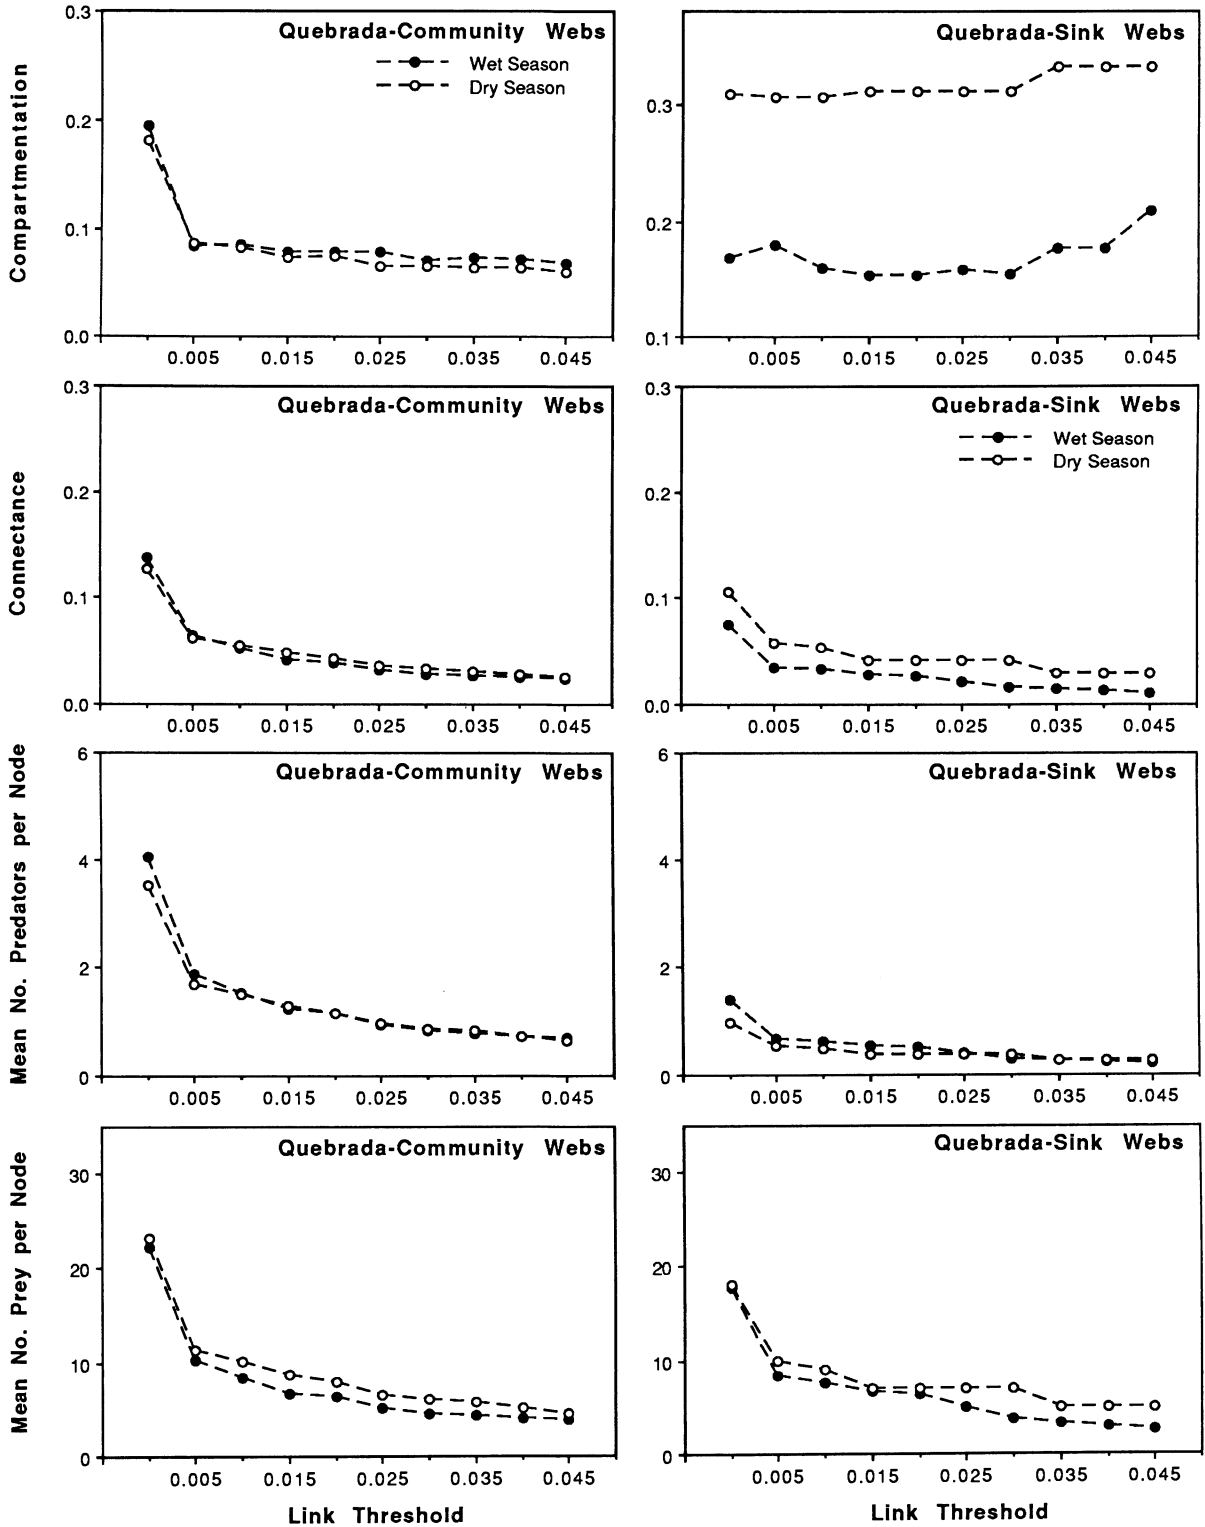 Compartmentation
0.3
0.2
0.1
0.0
Quebrada-Community Webs
Wet Season
Dry Season
0.005 0.015 0.025 0.035 0.045
0.3
0.2
0.1
Quebrada-Sink Webs
0.005 0.015 0.025 0.035 0.045
Connectance
0.3
0.2
0.1
0.0
Quebrada-Community Webs
0.005 0.015 0.025 0.035 0.045
0.3
0.2
0.1
0.0
Quebrada-Sink Webs
Wet Season
Dry Season
0.005 0.015 0.025 0.035 0.045
Mean No. Predators per Node
6
4
2
0
Quebrada-Community Webs
0.005 0.015 0.025 0.035 0.045
6
4
2
0
Quebrada-Sink Webs
0.005 0.015 0.025 0.035 0.045
Mean No. Prey per Node
30
20
10
0
Quebrada-Community Webs
0.005 0.015 0.025 0.035 0.045
Link Threshold
30
20
10
0
Quebrada-Sink Webs
0.005 0.015 0.025 0.035 0.045
Link Threshold